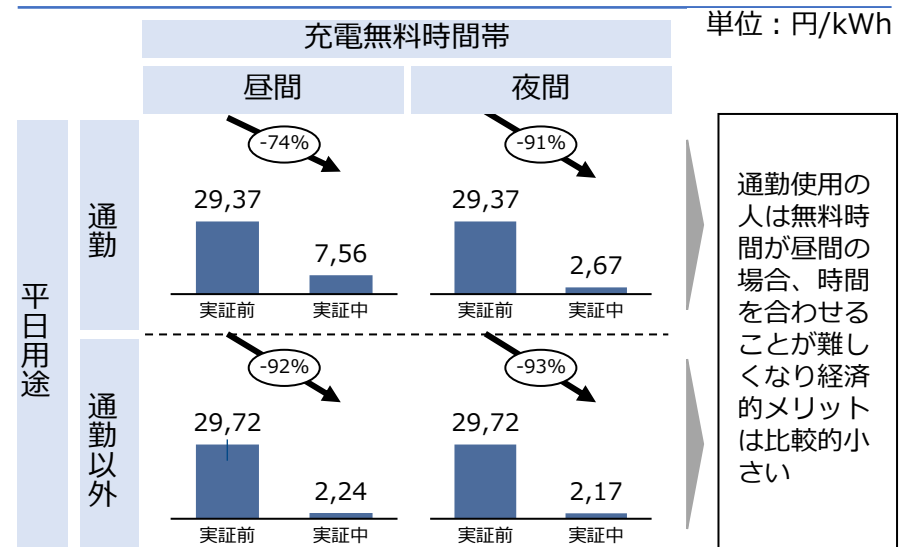 単位：円/kWh
充電無料時間帯
昼間
夜間
平日用途
通勤
-74%
29,37
7,56
実証前
実証中
-91%
29,37
2,67
実証前
実証中
通勤以外
-92%
29,72
2,24
実証前
実証中
-93%
29,72
2,17
実証前
実証中
通勤使用の
人は無料時
間が昼間の
場合、時間
を合わせる
ことが難し
くなり経済
的メリット
は比較的小
さい